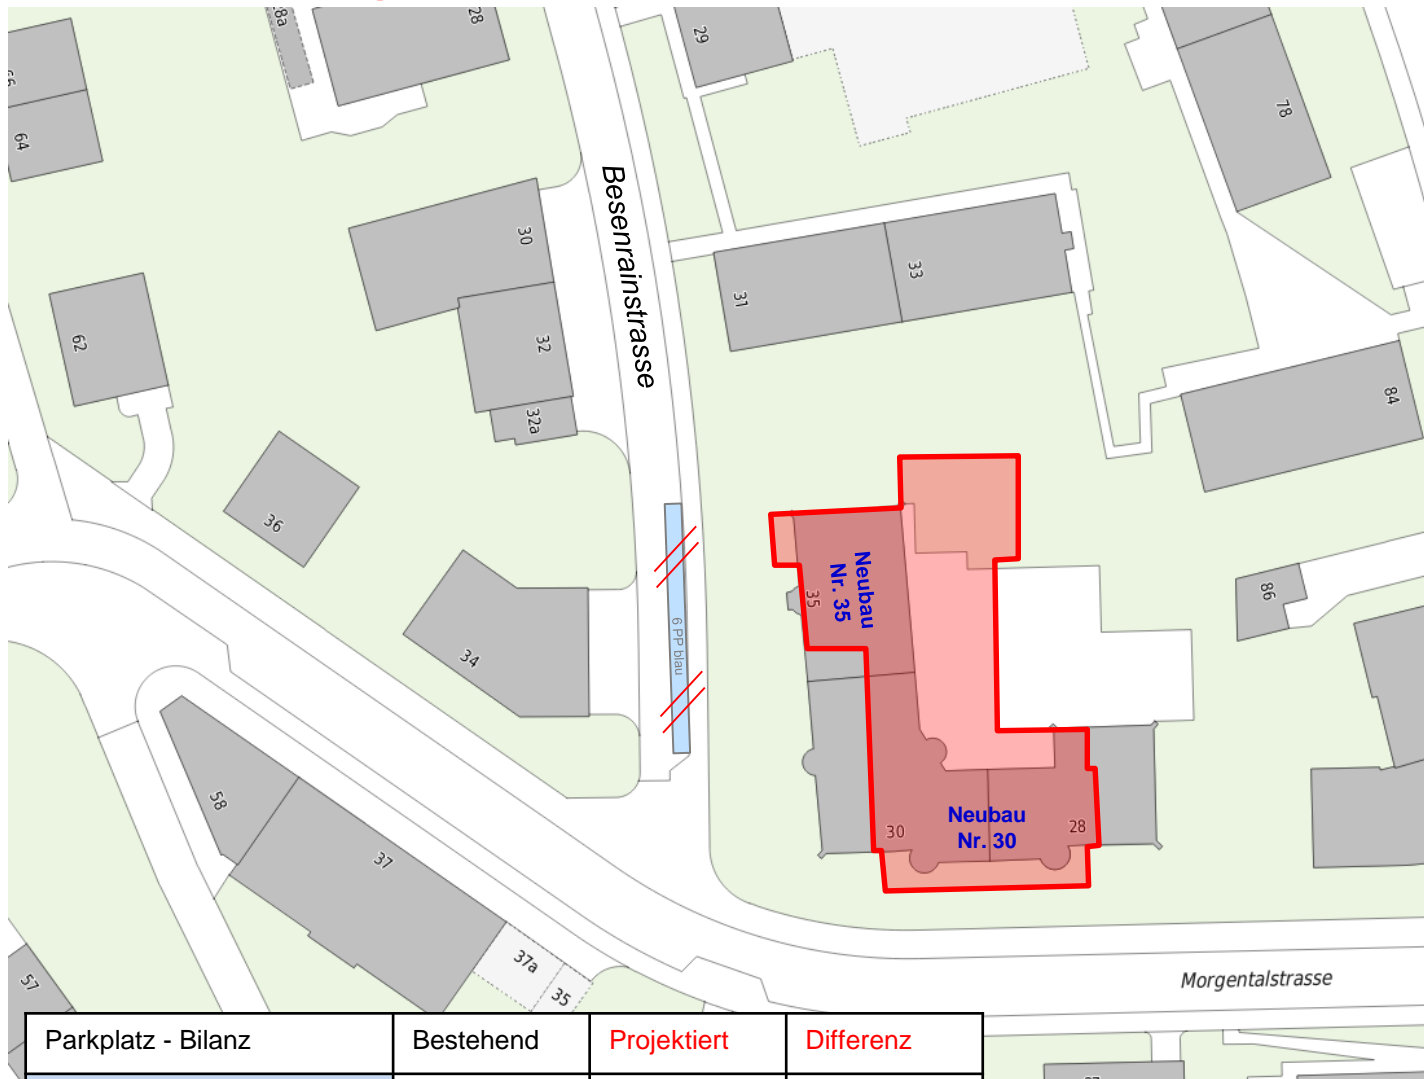 28a
28
29
66
64
78
Besenrainstrasse
30
33
31
62
32
84
32a
36
Neubau
Nr. 35
35
86
6 PP blau
34
58
Neubau
Nr. 30
30
28
37
37a
35
57
Morgentalstrasse
Parkplatz - Bilanz Bestehend Projektiert Differenz